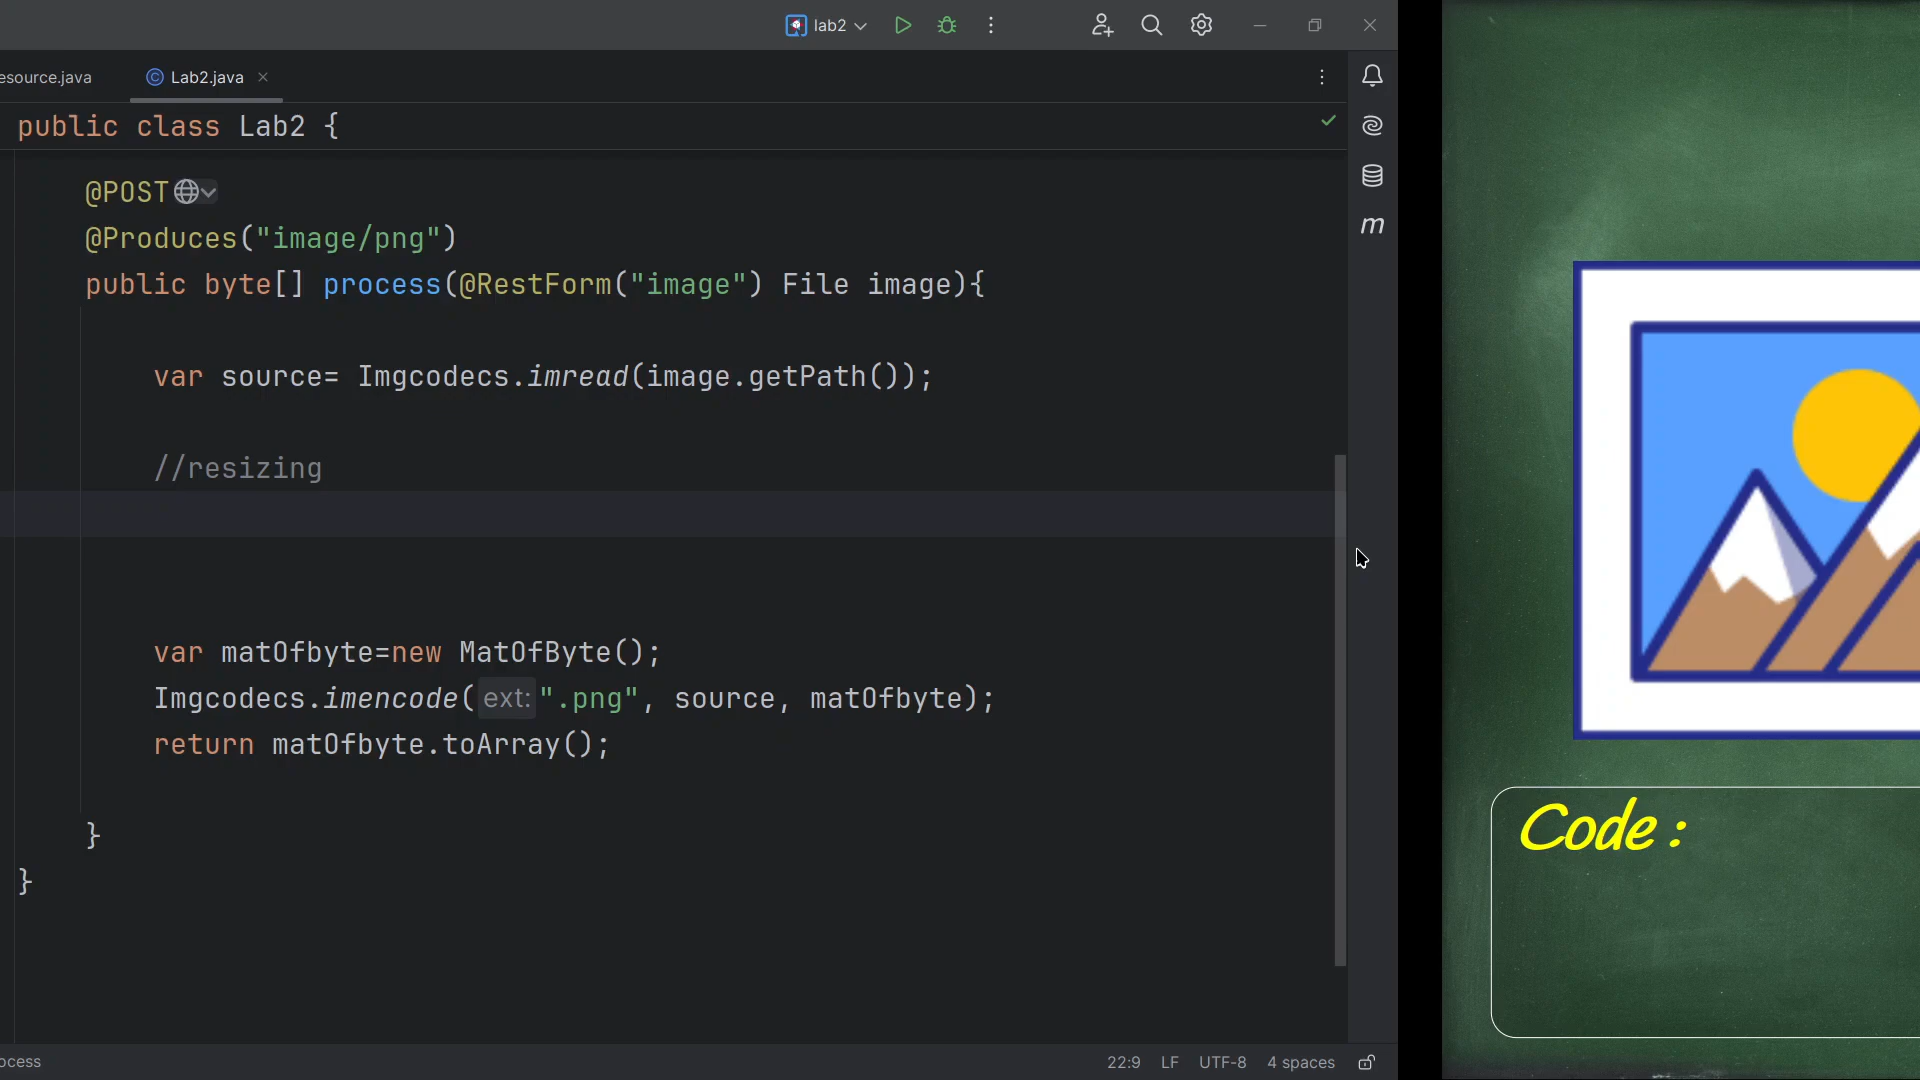 lab2
esource.java
Lab2.java
public class Lab2 {
@POST
@Produces("image/png")
public byte[] process(@RestForm("image") File image){
var source= Imgcodecs.imread(image.getPath());
//resizing
var matOfbyte=new MatOfByte();
Imgcodecs.imencode( ext: ".png", source, matOfbyte);
return matOfbyte.toArray();
}
}
Code :
ocess
22:9 LF UTF-8 4 spaces